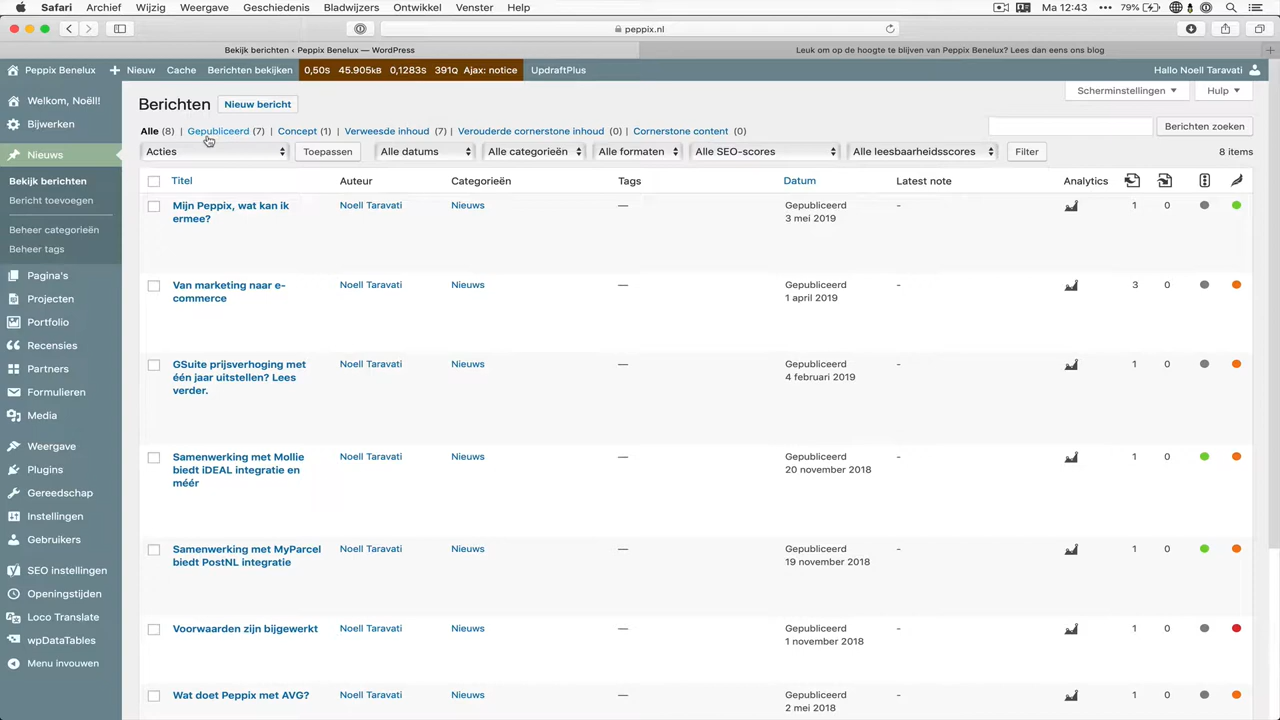 Safari Archief Wijzig Weergave Geschiedenis Bladwijzers Ontwikkel Venster Help Ma 12:43 79%
peppix.nl
Bekijk berichten ‹ Peppix Benelux — WordPress Leuk om op de hoogte te blijven van Peppix Benelux? Lees dan eens ons blog
Peppix Benelux Nieuw Cache Berichten bekijken 0,50S 45.905KB 0,1283S 391Q Ajax: notice UpdraftPlus Hallo Noell Taravati
Scherminstellingen Hulp
Welkom, Noëll!
Bijwerken
Nieuws
Bekijk berichten
Bericht toevoegen
Beheer categorieën
Beheer tags
Pagina's
Projecten
Portfolio
Recensies
Partners
Formulieren
Media
Weergave
Plugins
Gereedschap
Instellingen
Gebruikers
SEO instellingen
Openingstijden
Loco Translate
wpDataTables
Menu invouwen
Berichten Nieuw bericht
Alle (8) | Gepubliceerd (7) | Concept (1) | Verweesde inhoud (7) | Verouderde cornerstone inhoud (0) | Cornerstone content (0)
Berichten zoeken
Acties Toepassen Alle datums Alle categorieën Alle formaten Alle SEO-scores Alle leesbaarheidsscores Filter 8 items
Titel Auteur Categorieën Tags Datum Latest note Analytics
Mijn Peppix, wat kan ik Noell Taravati Nieuws — Gepubliceerd - 1 0
ermee? 3 mei 2019
Van marketing naar e- Noell Taravati Nieuws — Gepubliceerd - 3 0
commerce 1 april 2019
GSuite prijsverhoging met Noell Taravati Nieuws — Gepubliceerd - 1 0
één jaar uitstellen? Lees 4 februari 2019
verder.
Samenwerking met Mollie Noell Taravati Nieuws — Gepubliceerd - 1 0
biedt iDEAL integratie en 20 november 2018
méér
Samenwerking met MyParcel Noell Taravati Nieuws — Gepubliceerd - 1 0
biedt PostNL integratie 19 november 2018
Voorwaarden zijn bijgewerkt Noell Taravati Nieuws — Gepubliceerd - 1 0
1 november 2018
Wat doet Peppix met AVG? Noell Taravati Nieuws — Gepubliceerd - 1 0
2 mei 2018